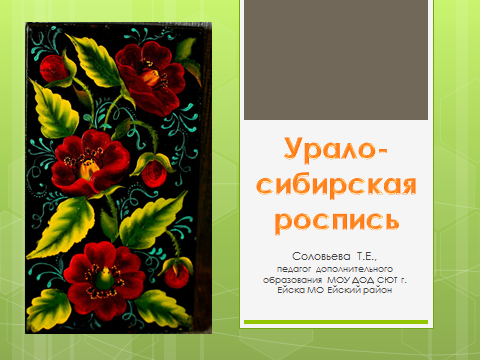 Урало-
сибирская
роспись
Соловьева Т.Е.,
педагог дополнительного
образования МОУ ДОД СЮТ г.
Ейска МО Ейский район